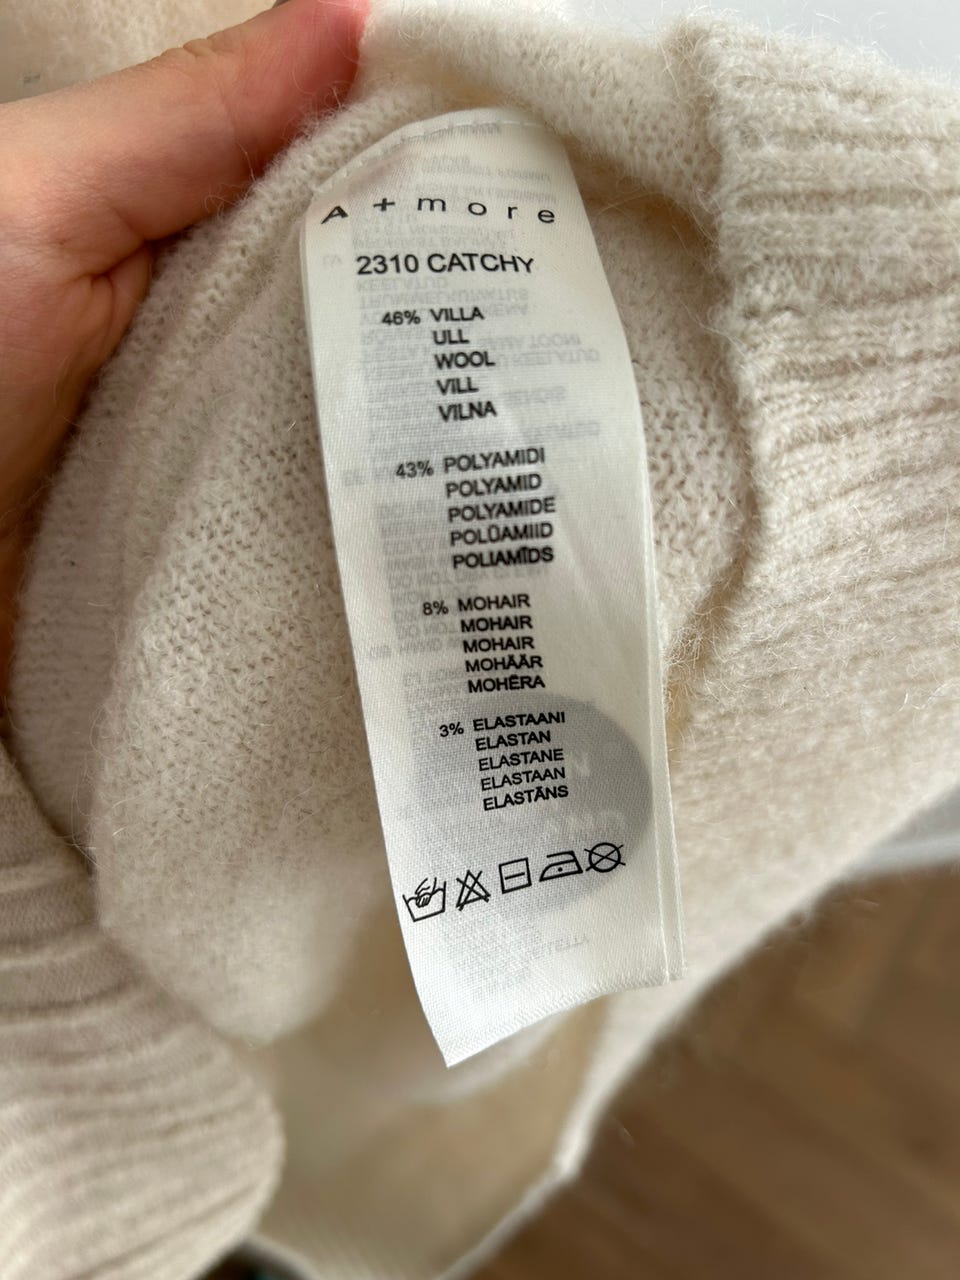 A + more
2310 CATCHY
46% VILLA
ULL
WOOL
VILL
VILNA
43% POLYAMIDI
POLYAMID
POLYAMIDE
POLÜAMIID
POLIAMĪDS
8% MOHAIR
MOHAIR
MOHAIR
MOHÄÄR
MOHĒRA
3% ELASTAANI
ELASTAN
ELASTANE
ELASTAAN
ELASTĀNS